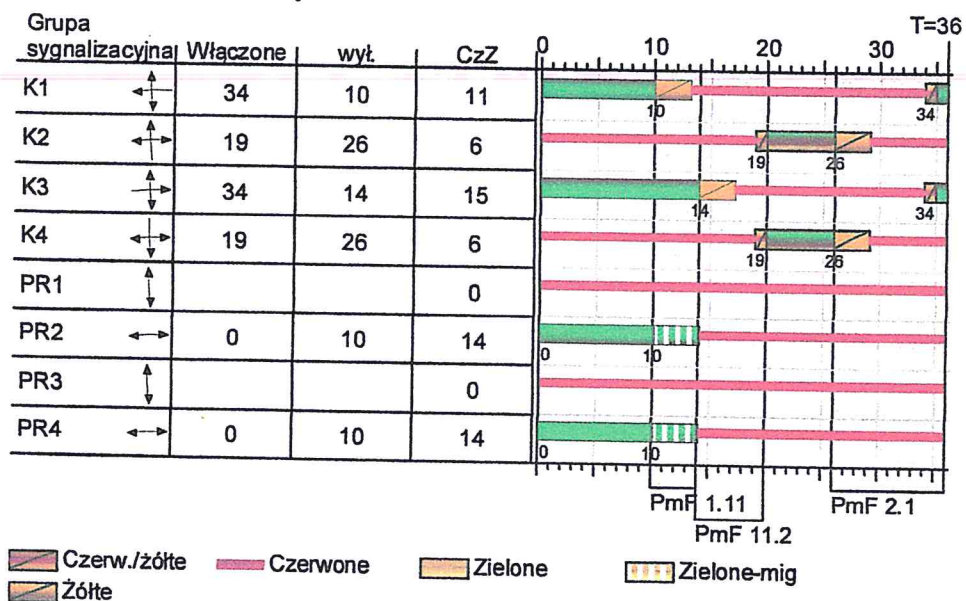 Grupa
sygnalizacyjna Włączone wył. CzZ 0 10 20 30 T=36
K1 34 10 11
10 34
K2 19 26 6
19 26
K3 34 14 15
14 34
K4 19 26 6
19 26
PR1 0
PR2 0 10 14
0 10
PR3 0
PR4 0 10 14
0 10
PmF 1.11 PmF 2.1
PmF 11.2
Czerw./żółte Czerwone Zielone Zielone-mig
Żółte